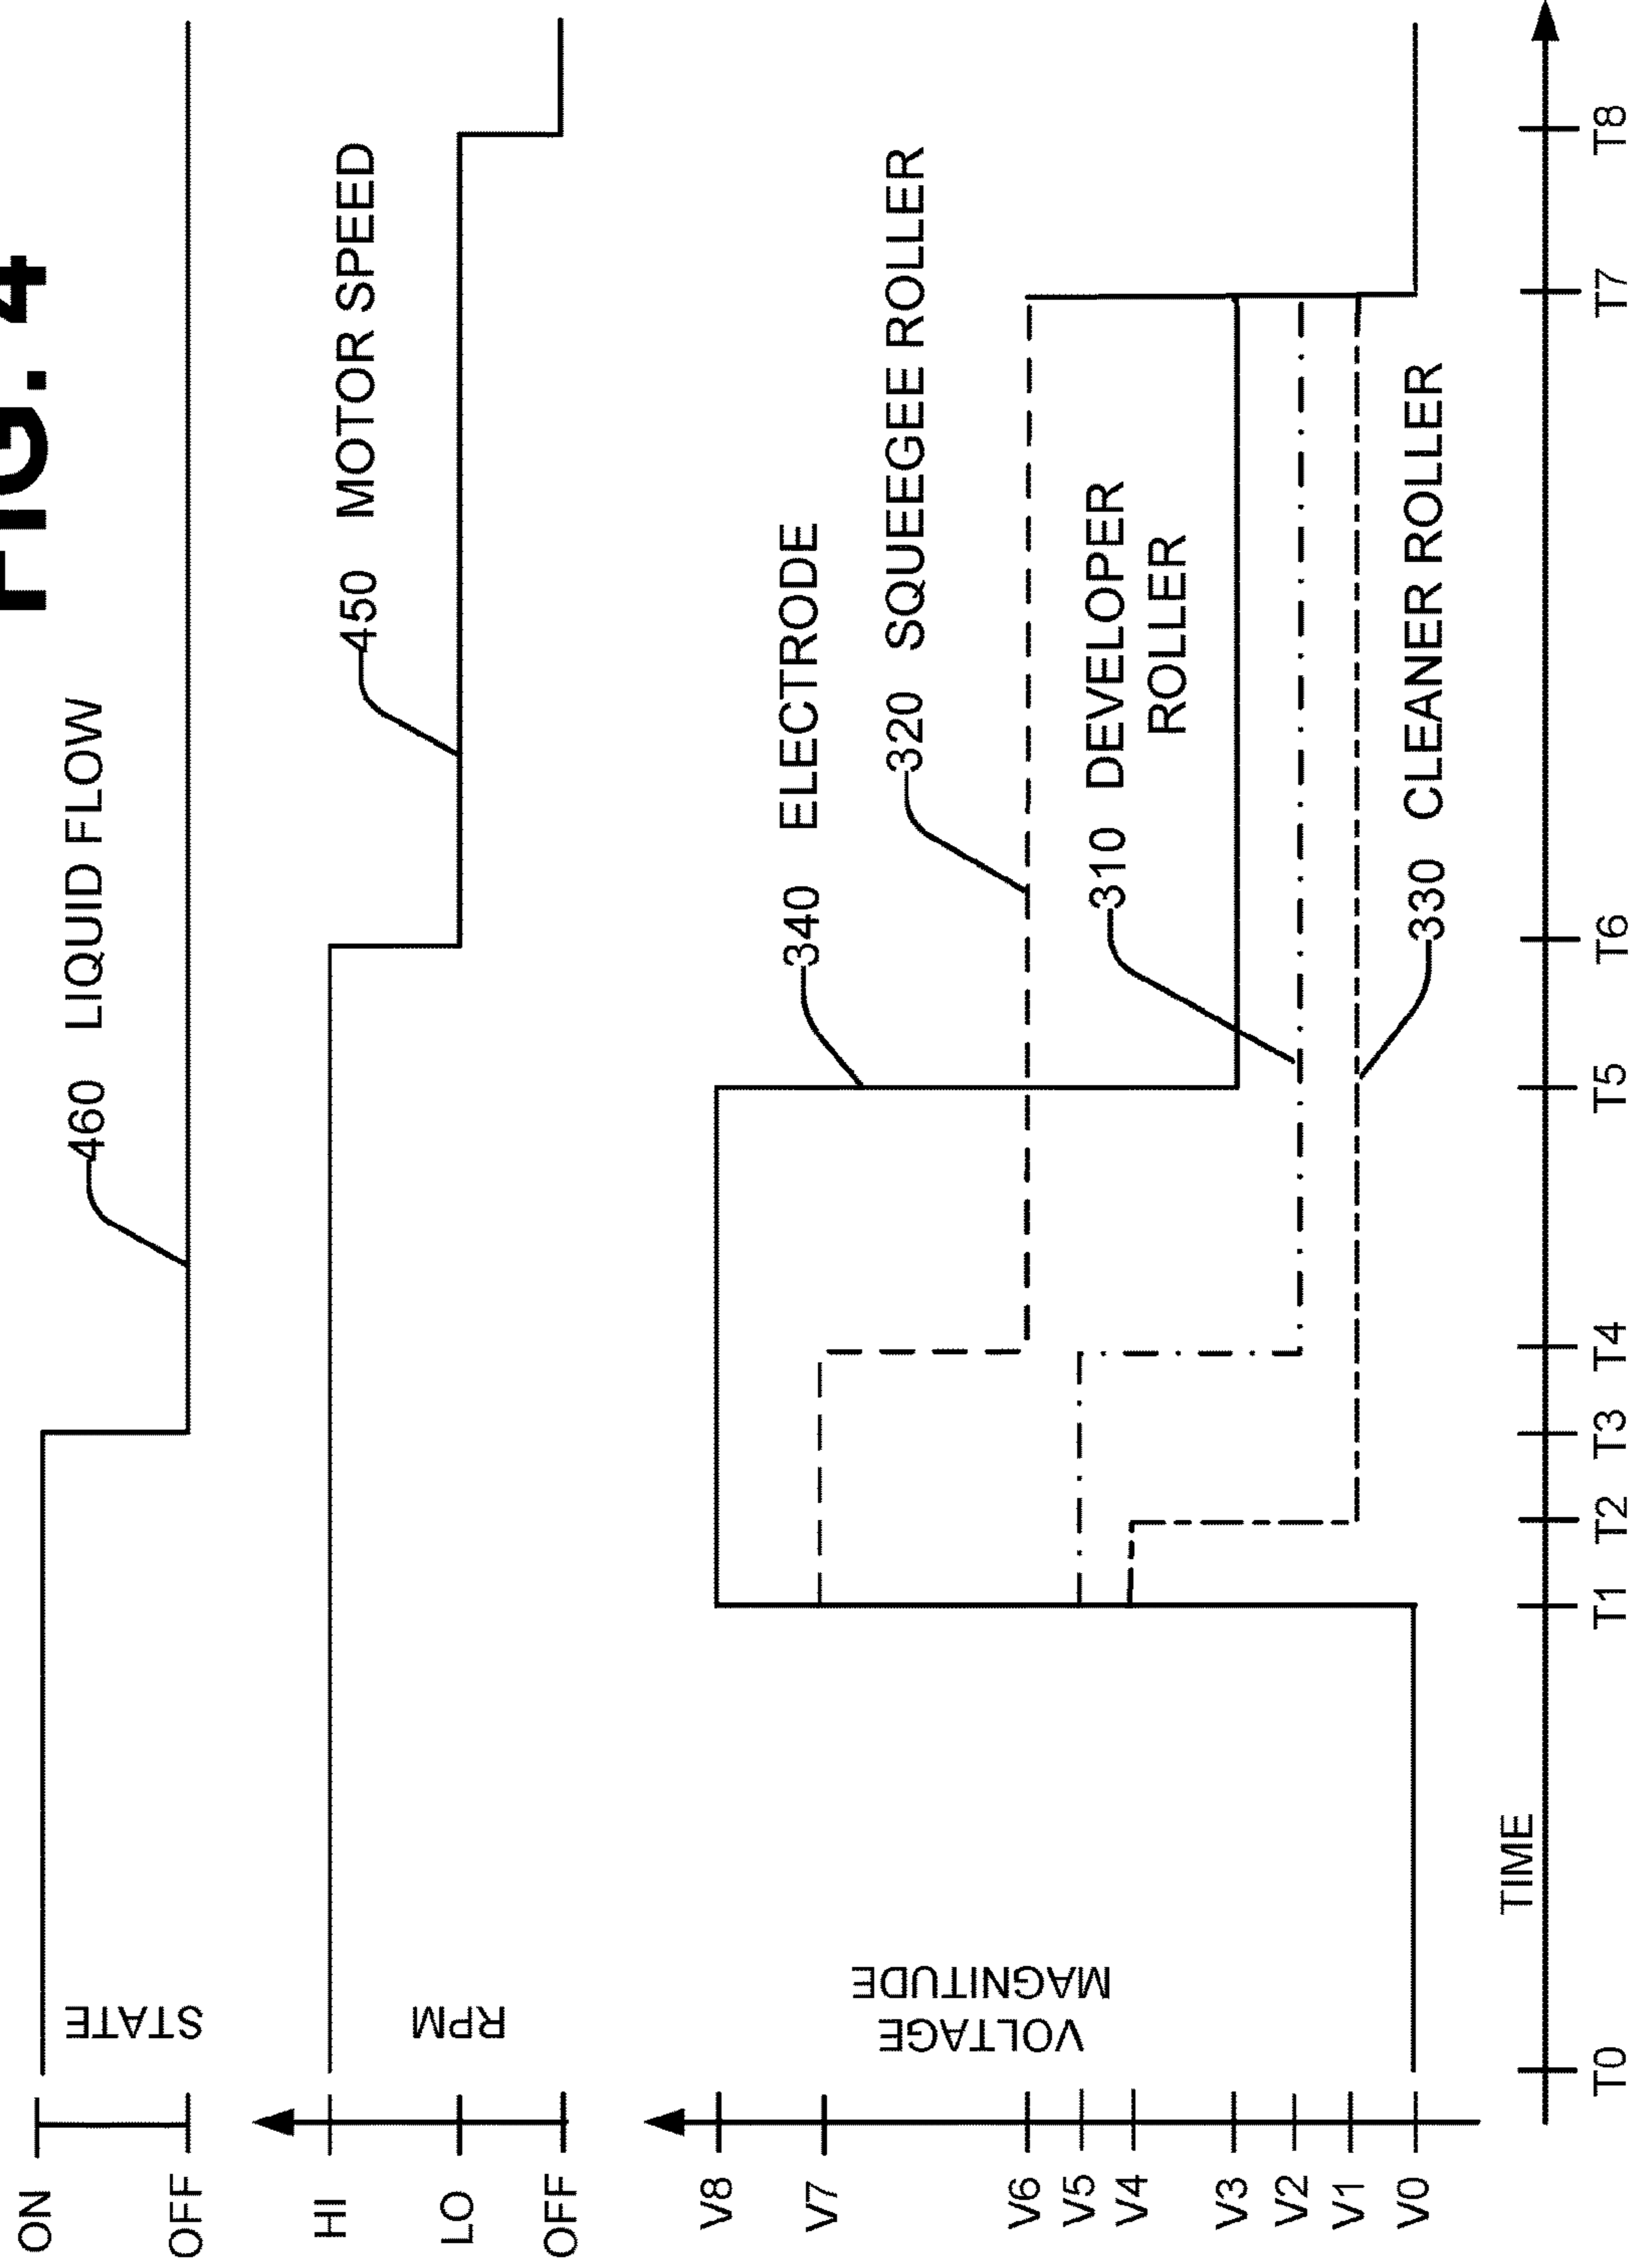 FIG. 4
ON
OFF
STATE
460 LIQUID FLOW
HI
LO
OFF
RPM
450 MOTOR SPEED
V8
V7
V6
V5
V4
V3
V2
V1
V0
VOLTAGE
MAGNITUDE
340 ELECTRODE
320 SQUEEGEE ROLLER
310 DEVELOPER
ROLLER
330 CLEANER ROLLER
TIME
T0
T1
T2
T3
T4
T5
T6
T7
T8